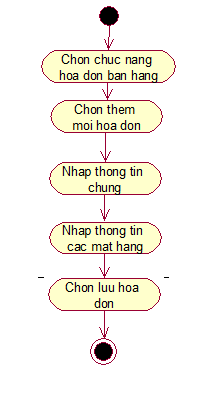 Chon chuc nang
hoa don ban hang
Chon them
moi hoa don
Nhap thong tin
chung
Nhap thong tin
cac mat hang
Chon luu hoa
don